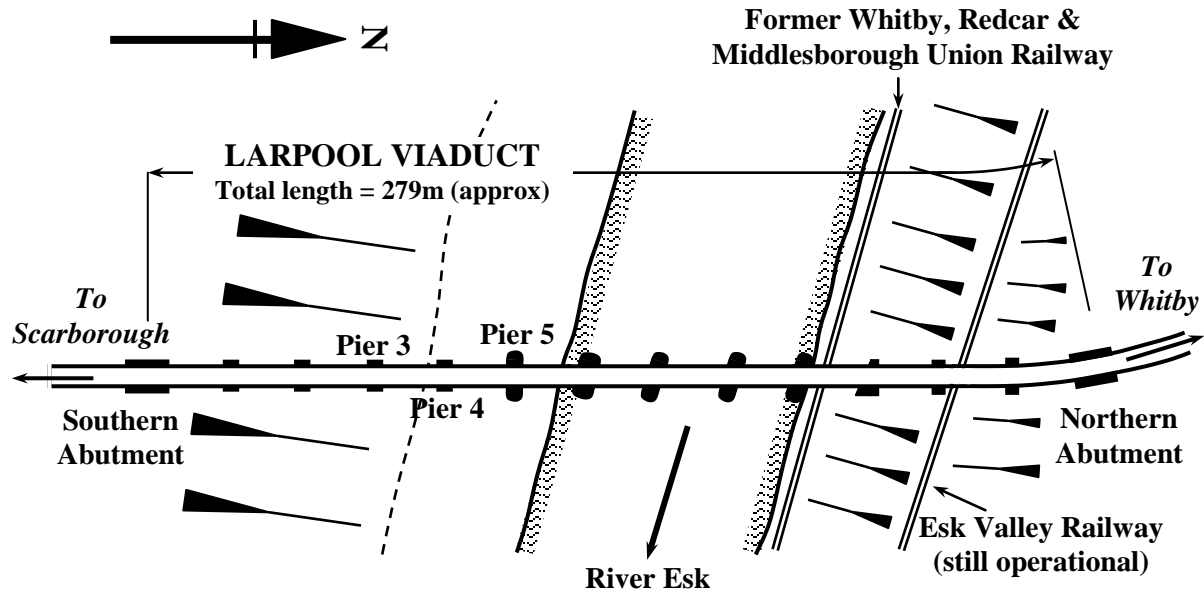 Former Whitby, Redcar &
Middlesborough Union Railway
N
LARPOOL VIADUCT
Total length = 279m (approx)
To
Scarborough
To
Whitby
Pier 3
Pier 5
Pier 4
Southern
Abutment
Northern
Abutment
Esk Valley Railway
(still operational)
River Esk